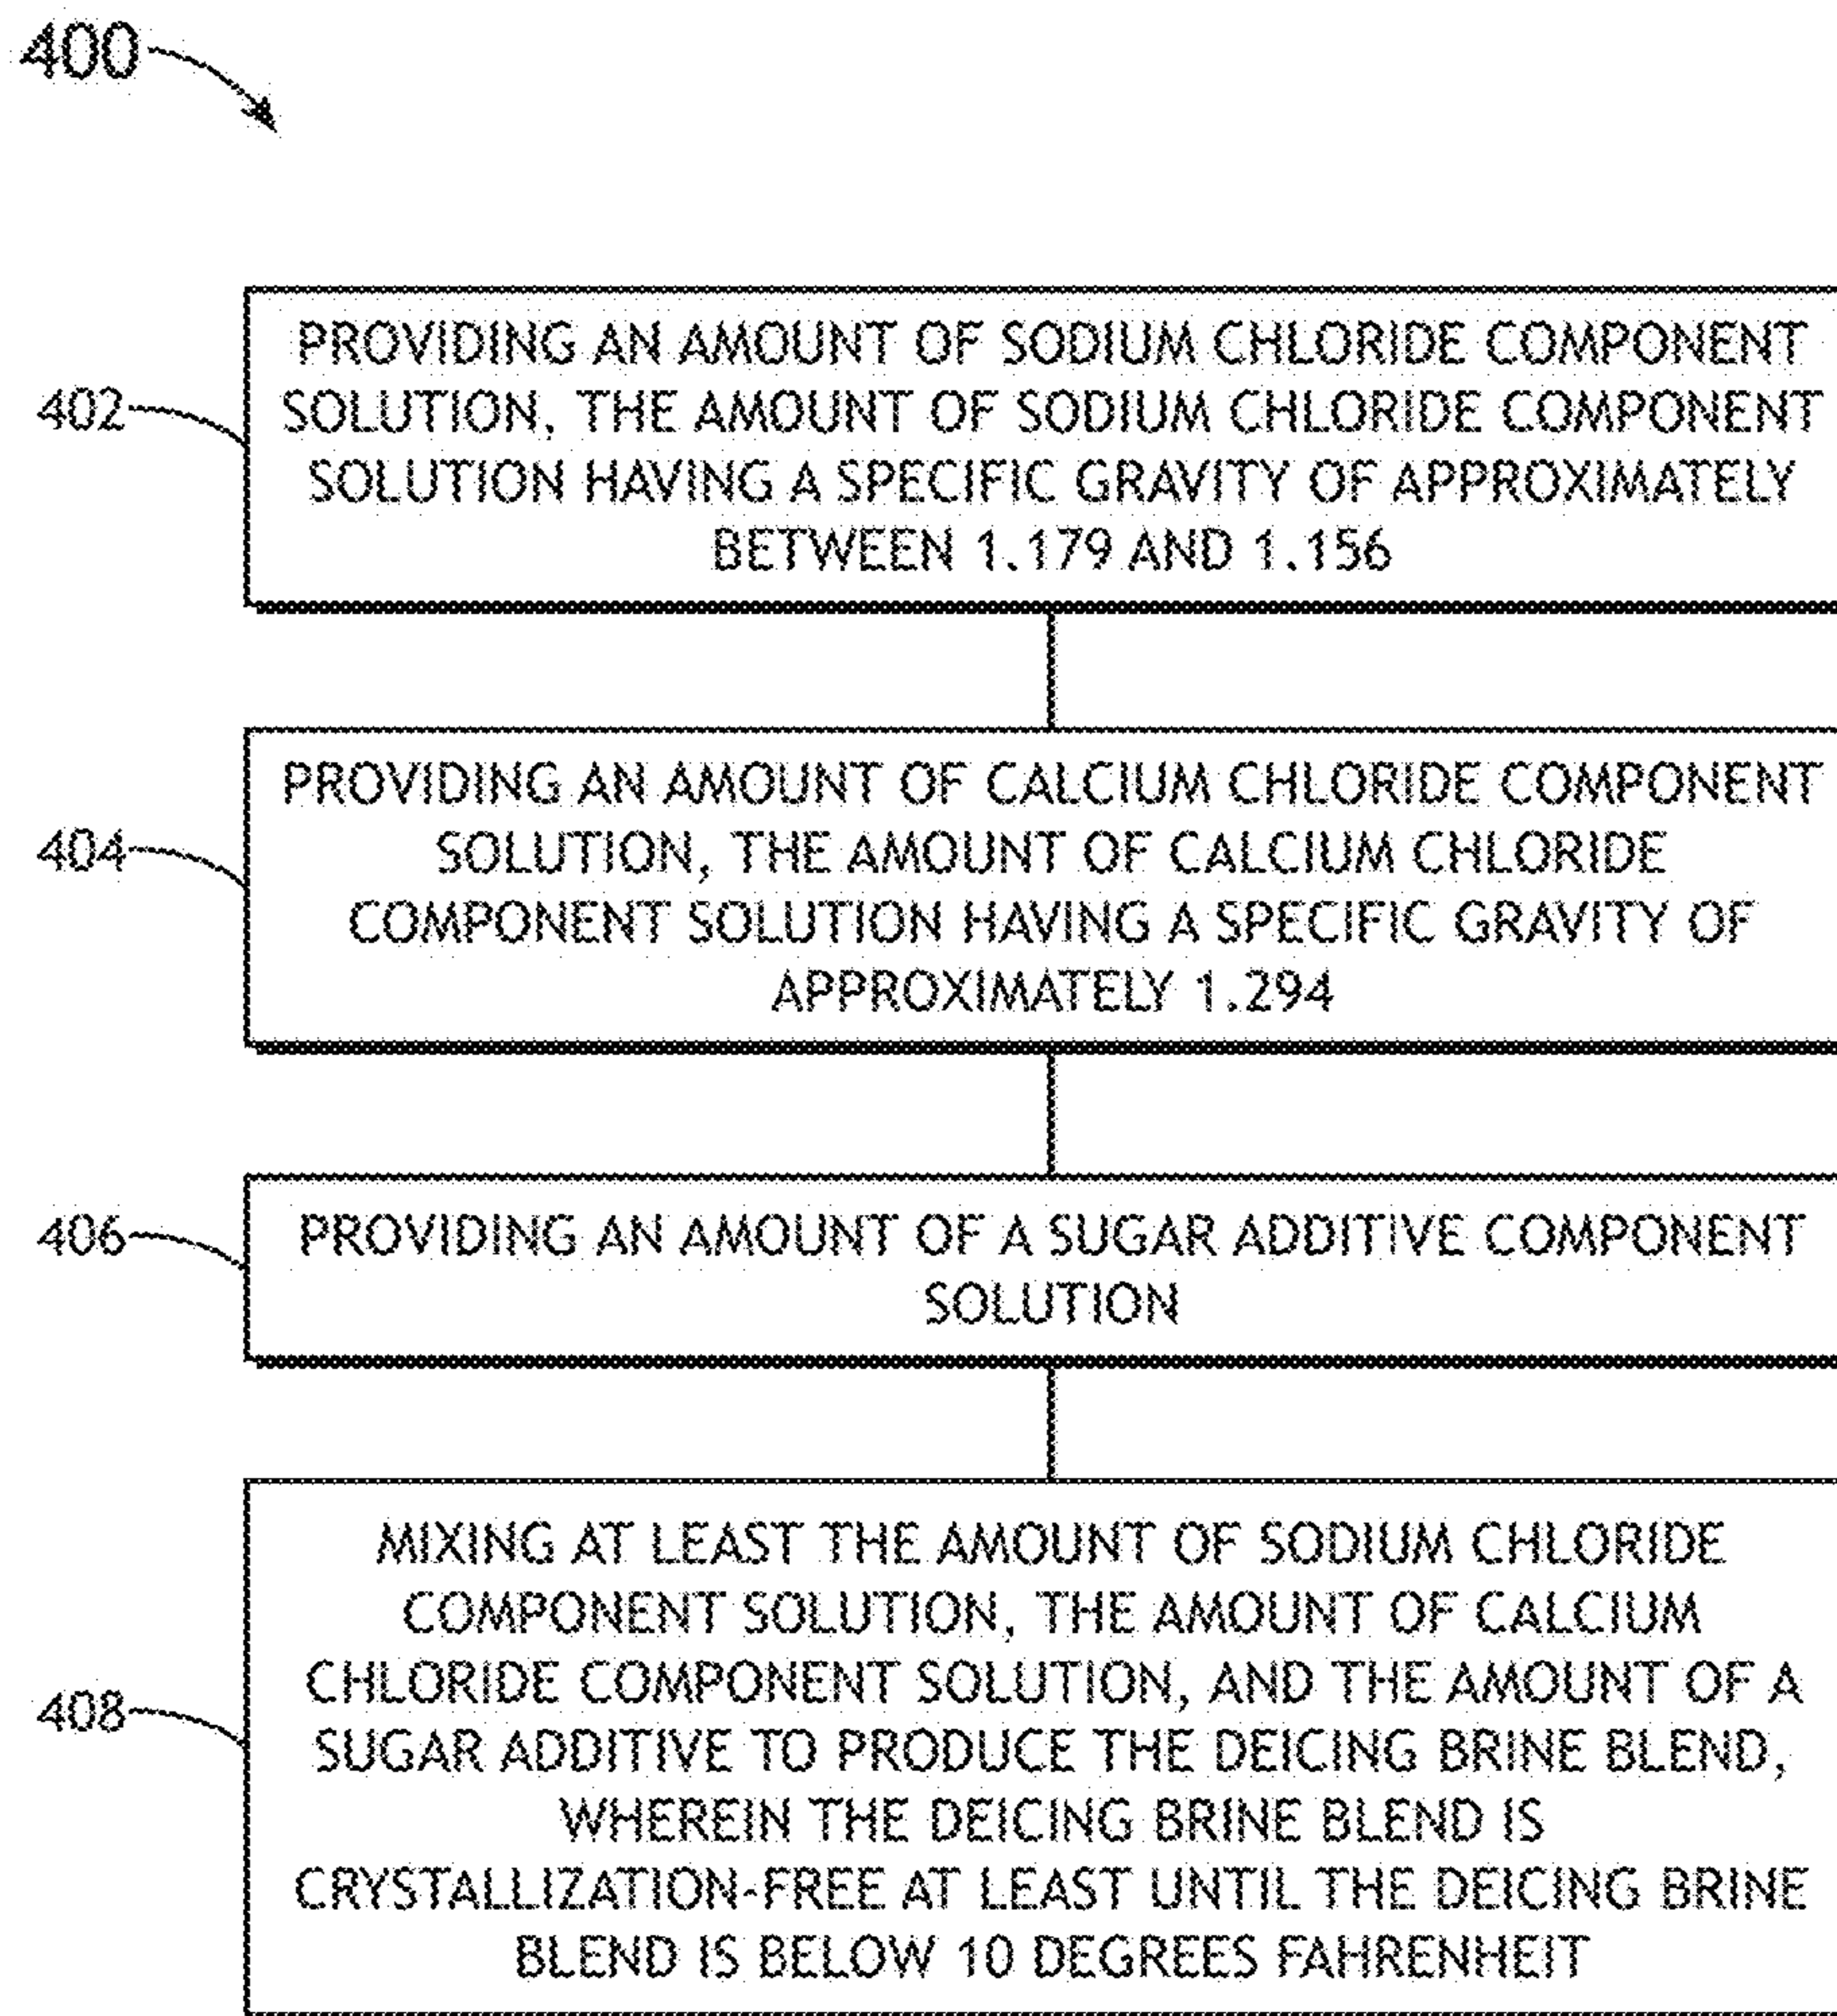 400
402
PROVIDING AN AMOUNT OF SODIUM CHLORIDE COMPONENT
SOLUTION, THE AMOUNT OF SODIUM CHLORIDE COMPONENT
SOLUTION HAVING A SPECIFIC GRAVITY OF APPROXIMATELY
BETWEEN 1.179 AND 1.156
404
PROVIDING AN AMOUNT OF CALCIUM CHLORIDE COMPONENT
SOLUTION, THE AMOUNT OF CALCIUM CHLORIDE
COMPONENT SOLUTION HAVING A SPECIFIC GRAVITY OF
APPROXIMATELY 1.294
406
PROVIDING AN AMOUNT OF A SUGAR ADDITIVE COMPONENT
SOLUTION
408
MIXING AT LEAST THE AMOUNT OF SODIUM CHLORIDE
COMPONENT SOLUTION, THE AMOUNT OF CALCIUM
CHLORIDE COMPONENT SOLUTION, AND THE AMOUNT OF A
SUGAR ADDITIVE TO PRODUCE THE DEICING BRINE BLEND,
WHEREIN THE DEICING BRINE BLEND IS
CRYSTALLIZATION-FREE AT LEAST UNTIL THE DEICING BRINE
BLEND IS BELOW 10 DEGREES FAHRENHEIT